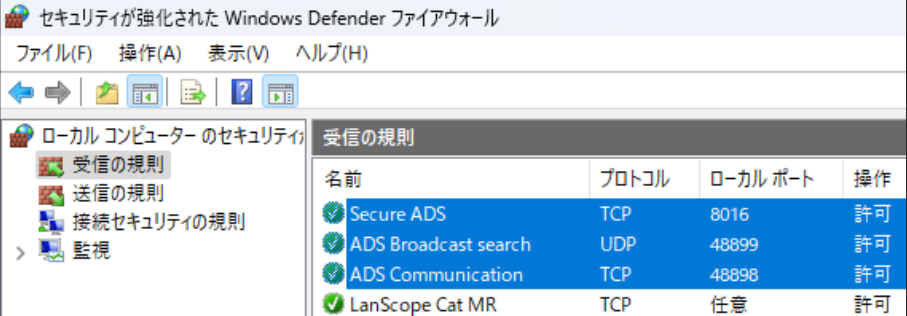 セキュリティが強化された Windows Defender ファイアウォール
ファイル(F) 操作(A) 表示(V) ヘルプ(H)
ローカル コンピューター のセキュリティ
受信の規則
送信の規則
接続セキュリティの規則
監視
受信の規則
名前 プロトコル ローカル ポート 操作
Secure ADS TCP 8016 許可
ADS Broadcast search UDP 48899 許可
ADS Communication TCP 48898 許可
LanScope Cat MR TCP 任意 許可